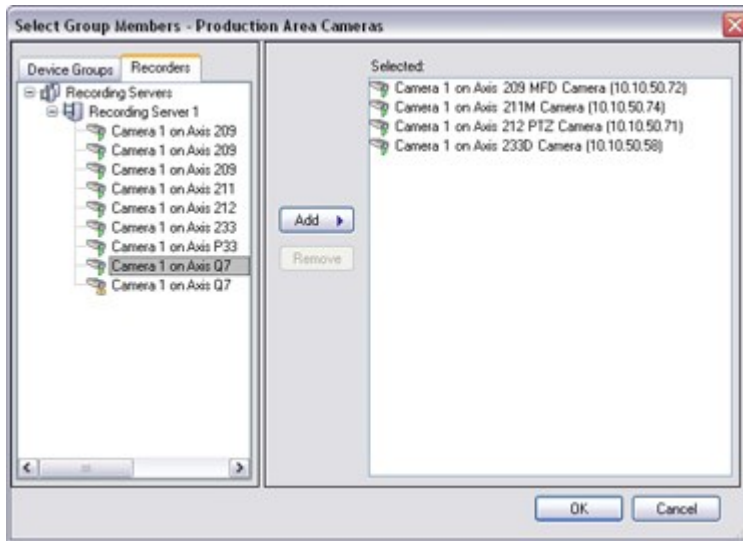 Select Group Members - Production Area Cameras
Device Groups
Recorders
Recording Servers
Recording Server 1
Camera 1 on Axis 209
Camera 1 on Axis 209
Camera 1 on Axis 209
Camera 1 on Axis 211
Camera 1 on Axis 212
Camera 1 on Axis 233
Camera 1 on Axis P33
Camera 1 on Axis Q7
Camera 1 on Axis Q7
Add
Remove
Selected:
Camera 1 on Axis 209 MFD Camera (10.10.50.72)
Camera 1 on Axis 211M Camera (10.10.50.74)
Camera 1 on Axis 212 PTZ Camera (10.10.50.71)
Camera 1 on Axis 233D Camera (10.10.50.58)
OK
Cancel